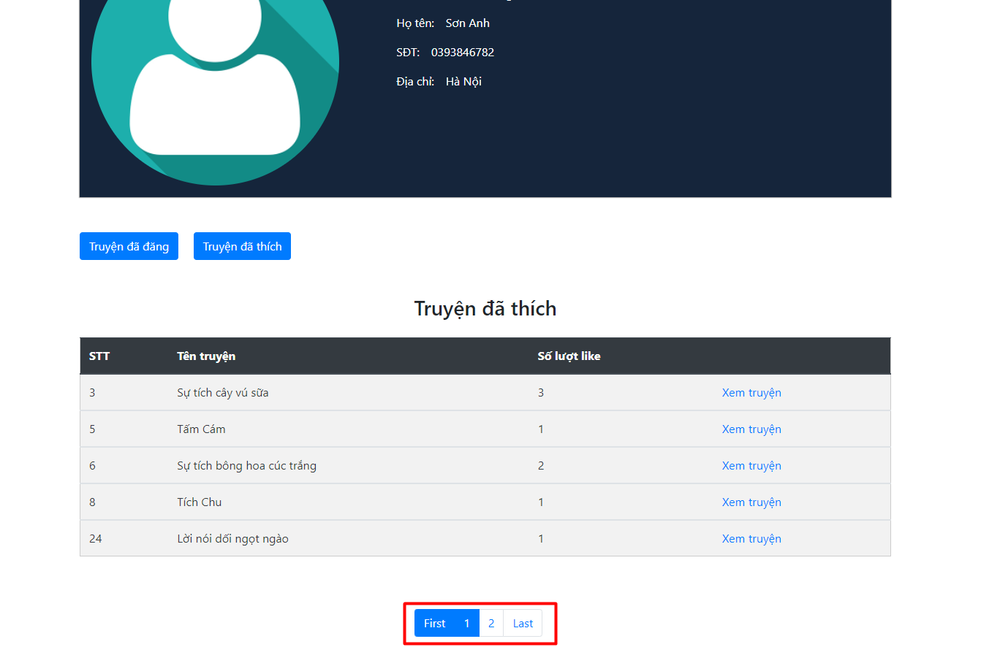 Họ tên: Sơn Anh
SĐT: 0393846782
Địa chỉ: Hà Nội
Truyện đã đăng Truyện đã thích
Truyện đã thích
STT Tên truyện Số lượt like
3 Sự tích cây vú sữa 3 Xem truyện
5 Tấm Cám 1 Xem truyện
6 Sự tích bông hoa cúc trắng 2 Xem truyện
8 Tích Chu 1 Xem truyện
24 Lời nói dối ngọt ngào 1 Xem truyện
First 1 2 Last